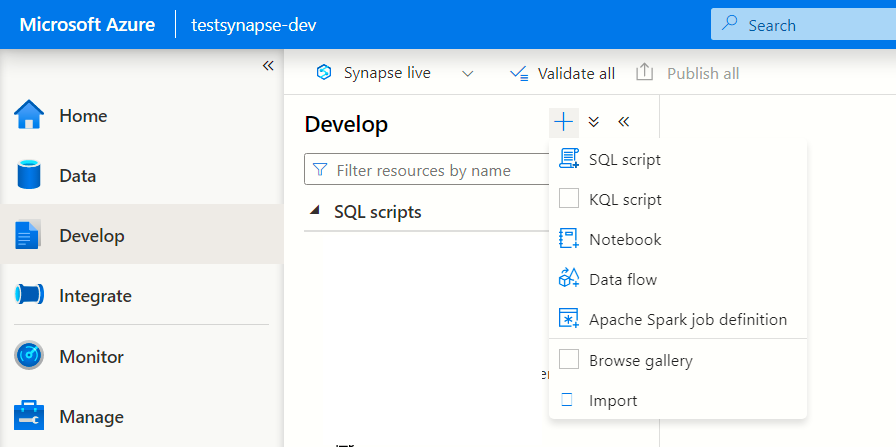 Microsoft Azure
testsynapse-dev
Search
Synapse live
Validate all
Publish all
Home
Data
Develop
Integrate
Monitor
Manage
Develop
Filter resources by name
SQL scripts
SQL script
KQL script
Notebook
Data flow
Apache Spark job definition
Browse gallery
Import